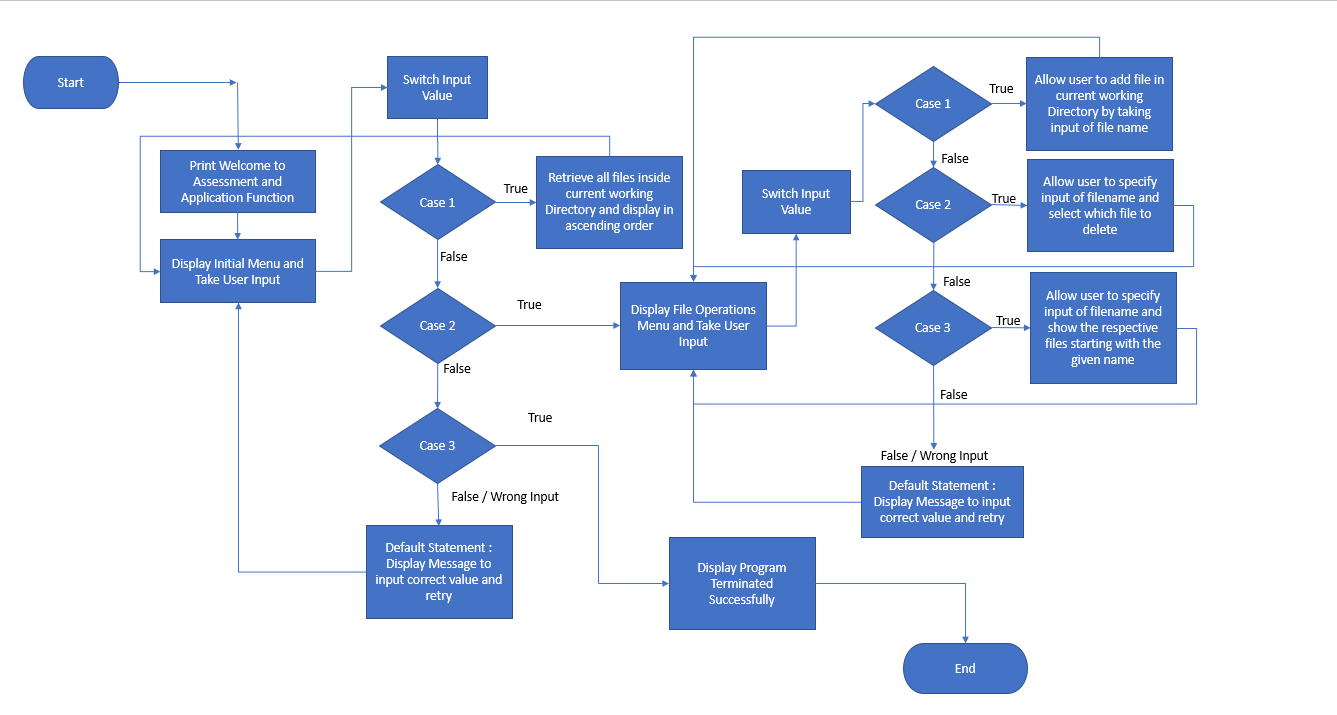 Start
Print Welcome to
Assessment and
Application Function
Display Initial Menu and
Take User Input
Switch Input
Value
Case 1
True
Retrieve all files inside
current working
Directory and display in
ascending order
False
Case 2
True
False
Case 3
True
False / Wrong Input
Default Statement :
Display Message to
input correct value and
retry
Display File Operations
Menu and Take User
Input
Switch Input
Value
Case 1
True
Allow user to add file in
current working
Directory by taking
input of file name
False
Case 2
True
Allow user to specify
input of filename and
select which file to
delete
False
Case 3
True
Allow user to specify
input of filename and
show the respective
files starting with the
given name
False
False / Wrong Input
Default Statement :
Display Message to input
correct value and retry
Display Program
Terminated
Successfully
End